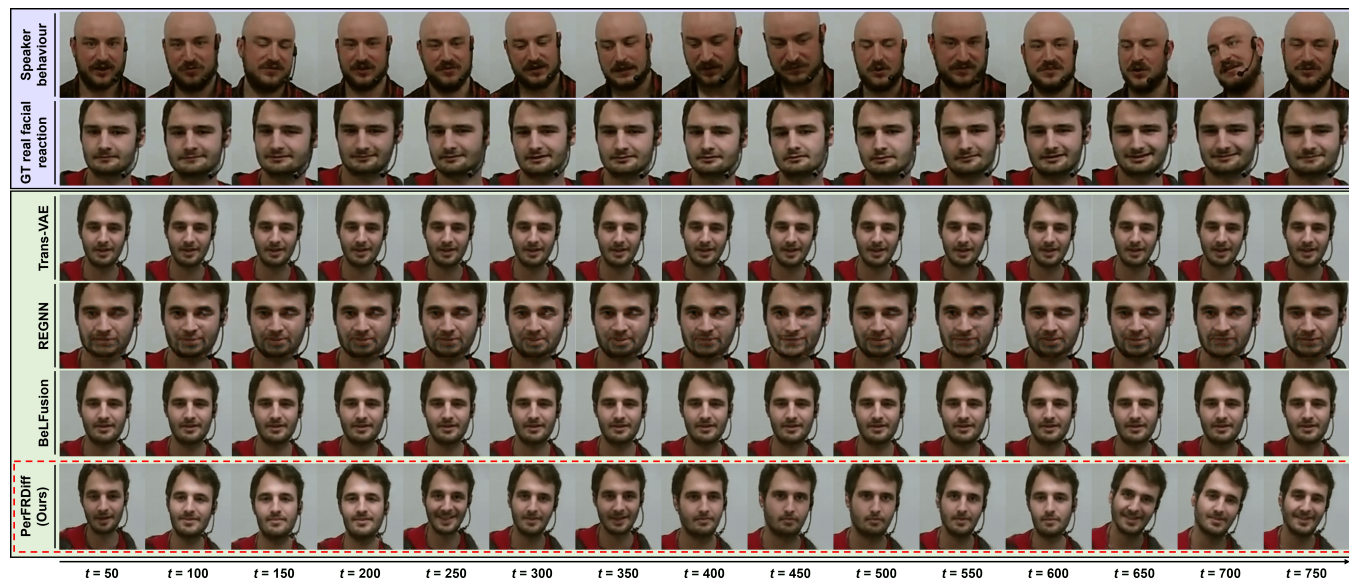 Speaker
behaviour
GT real facial
reaction
Trans-VAE
REGNN
BeLFusion
PerFRDiff
(Ours)
t = 50 t = 100 t = 150 t = 200 t = 250 t = 300 t = 350 t = 400 t = 450 t = 500 t = 550 t = 600 t = 650 t = 700 t = 750